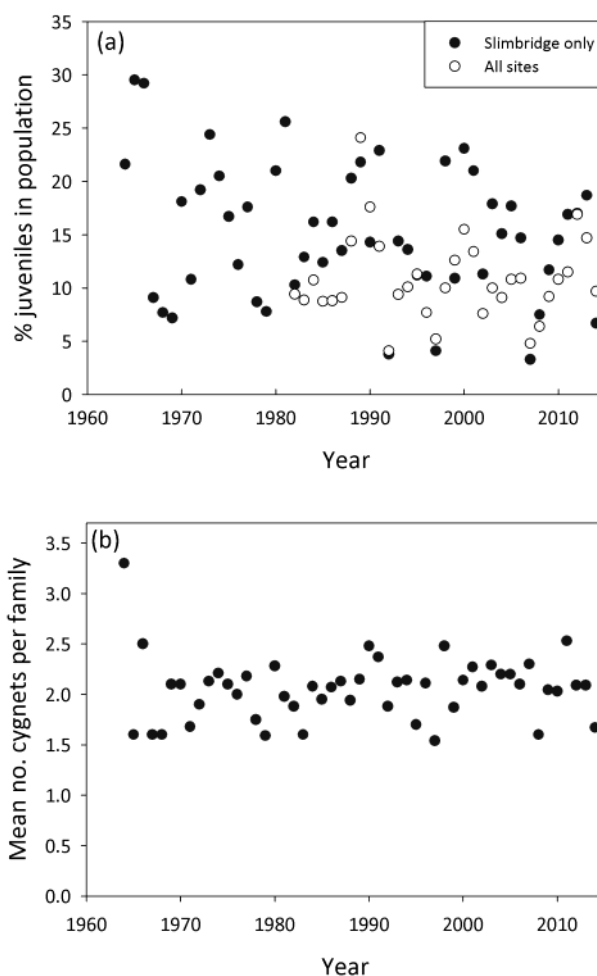 (a)
Slimbridge only
All sites
35
30
25
20
15
10
5
0
% juveniles in population
1960 1970 1980 1990 2000 2010
Year
(b)
3.5
3.0
2.5
2.0
1.5
1.0
0.5
0.0
Mean no. cygnets per family
1960 1970 1980 1990 2000 2010
Year